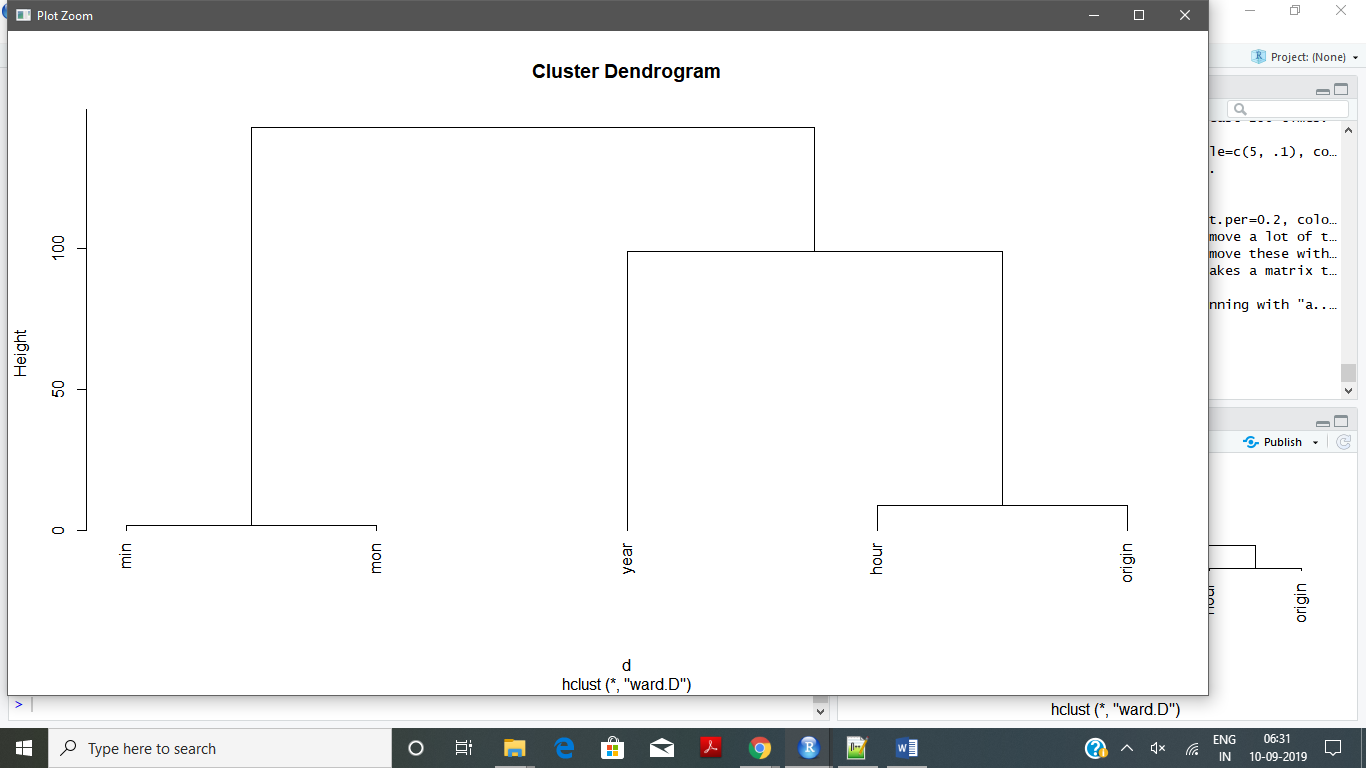 Plot Zoom
Project: (None)
Cluster Dendrogram
le=c(5, .1), co…
.
t.per=0.2, colo…
move a lot of t…
move these with…
akes a matrix t…
nning with "a..…
Height
0
50
100
min
mon
year
hour
origin
d
hclust (*, "ward.D")
Publish
origin
hclust (*, "ward.D")
>
Type here to search
ENG
IN
06:31
10-09-2019